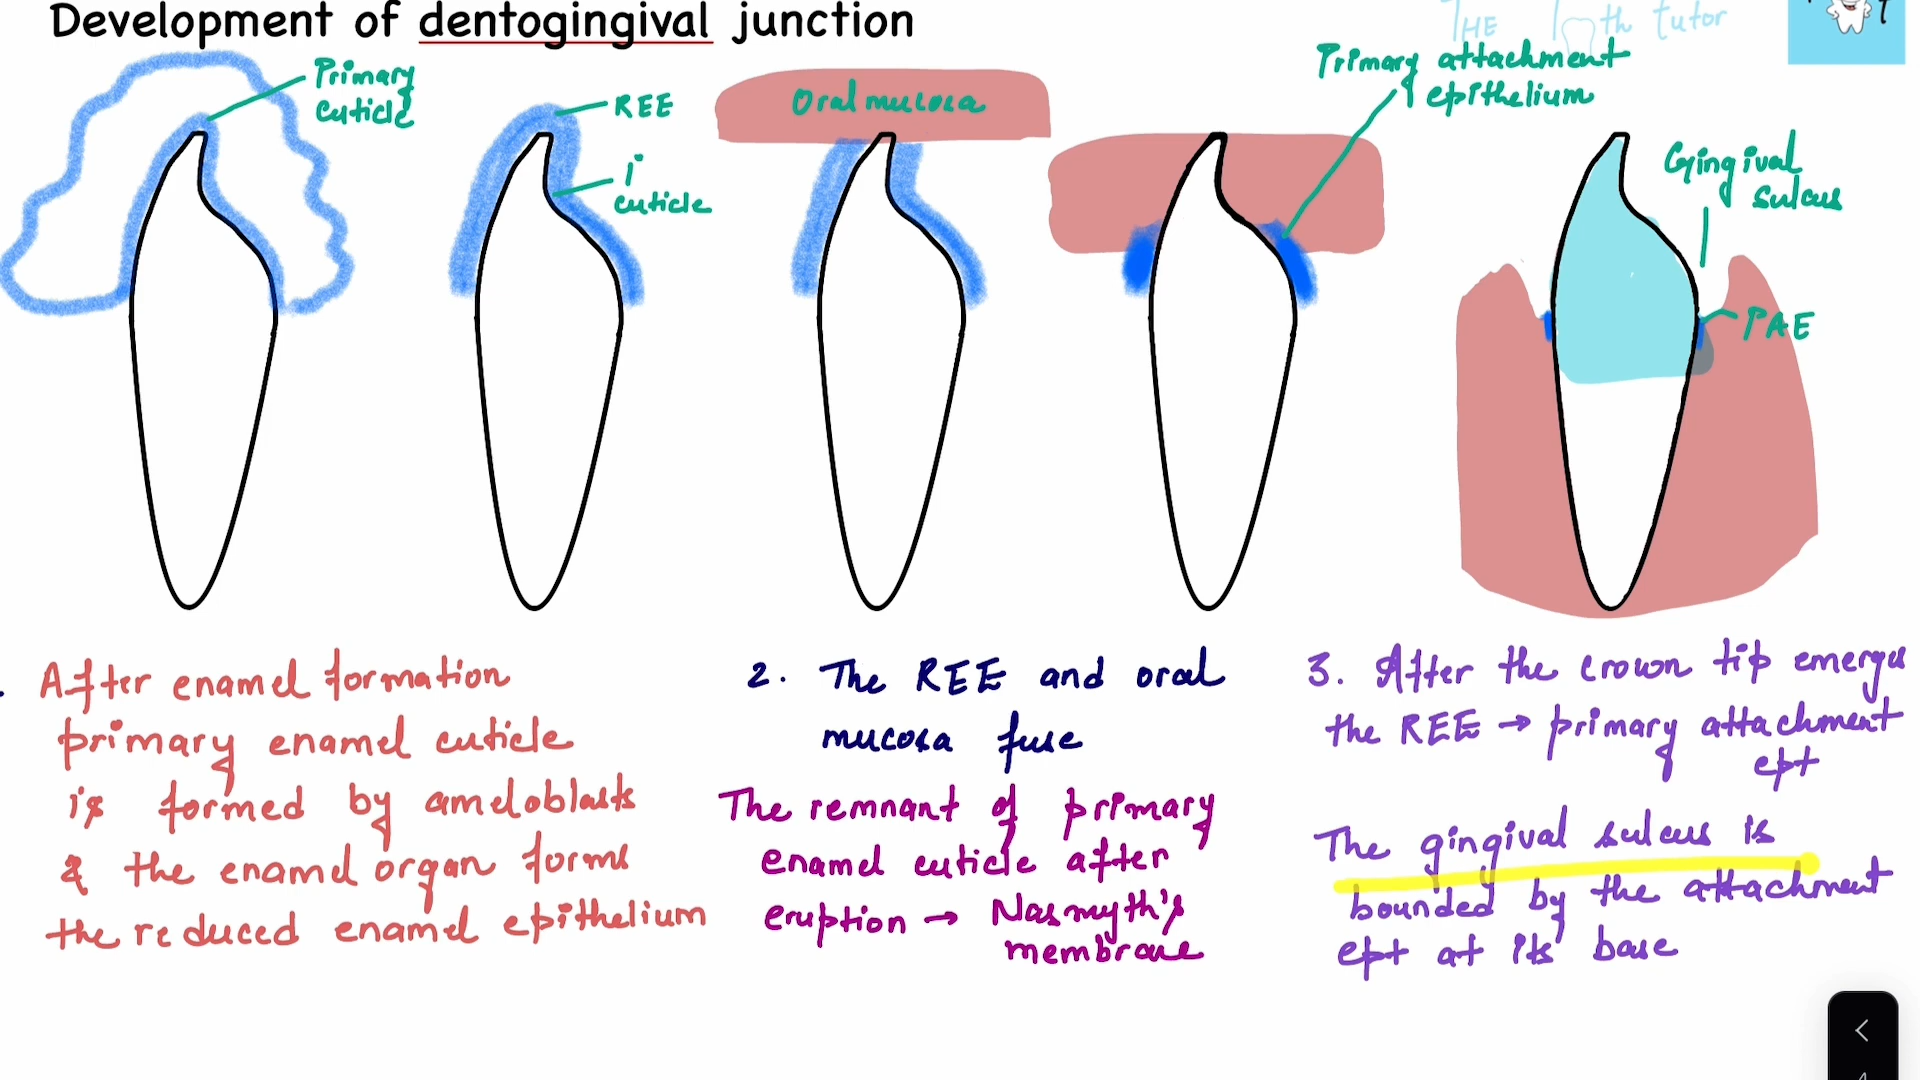 Development of dentogingival junction
THE Tooth tutor
Primary
cuticle
REE
1°
cuticle
Oral mucosa
Primary attachment
epithelium
Gingival
sulcus
PAE
After enamel formation
primary enamel cuticle
is formed by ameloblasts
& the enamel organ forms
the reduced enamel epithelium
2. The REE and oral
mucosa fuse
The remnant of primary
enamel cuticle after
eruption → Nasmyth's
membrane
3. After the crown tip emerges
the REE → primary attachment
ept
The gingival sulcus is
bounded by the attachment
ept at its base